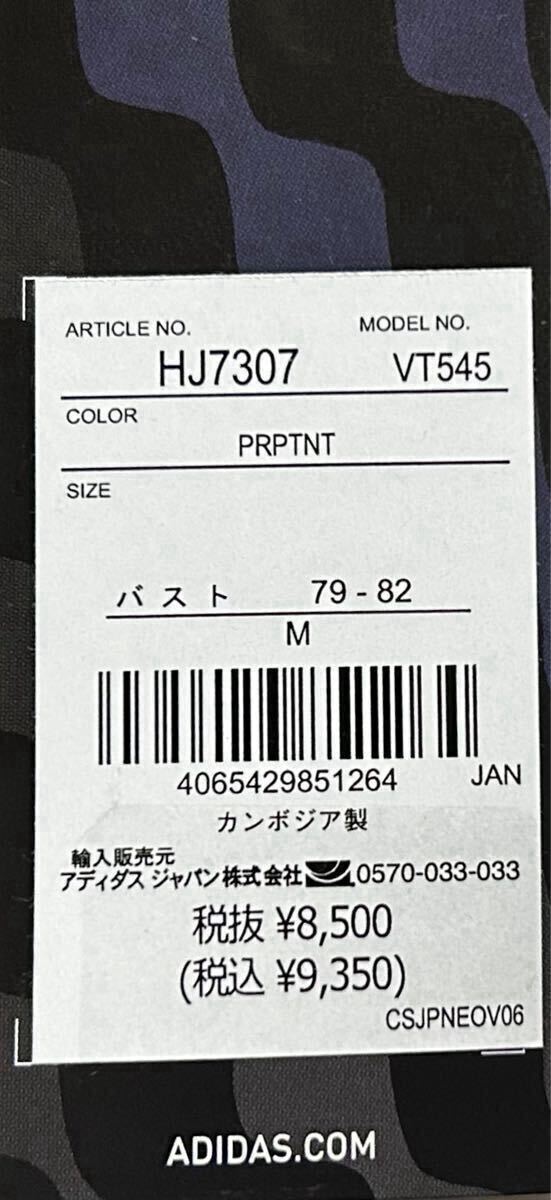 ARTICLE NO. MODEL NO.
HJ7307 VT545
COLOR
PRPTNT
SIZE
バスト 79 - 82
M
4065429851264 JAN
カンボジア製
輸入販売元
アディダス ジャパン株式会社 0570-033-033
税抜 ¥8,500
(税込 ¥9,350)
CSJPNEOV06
ADIDAS.COM